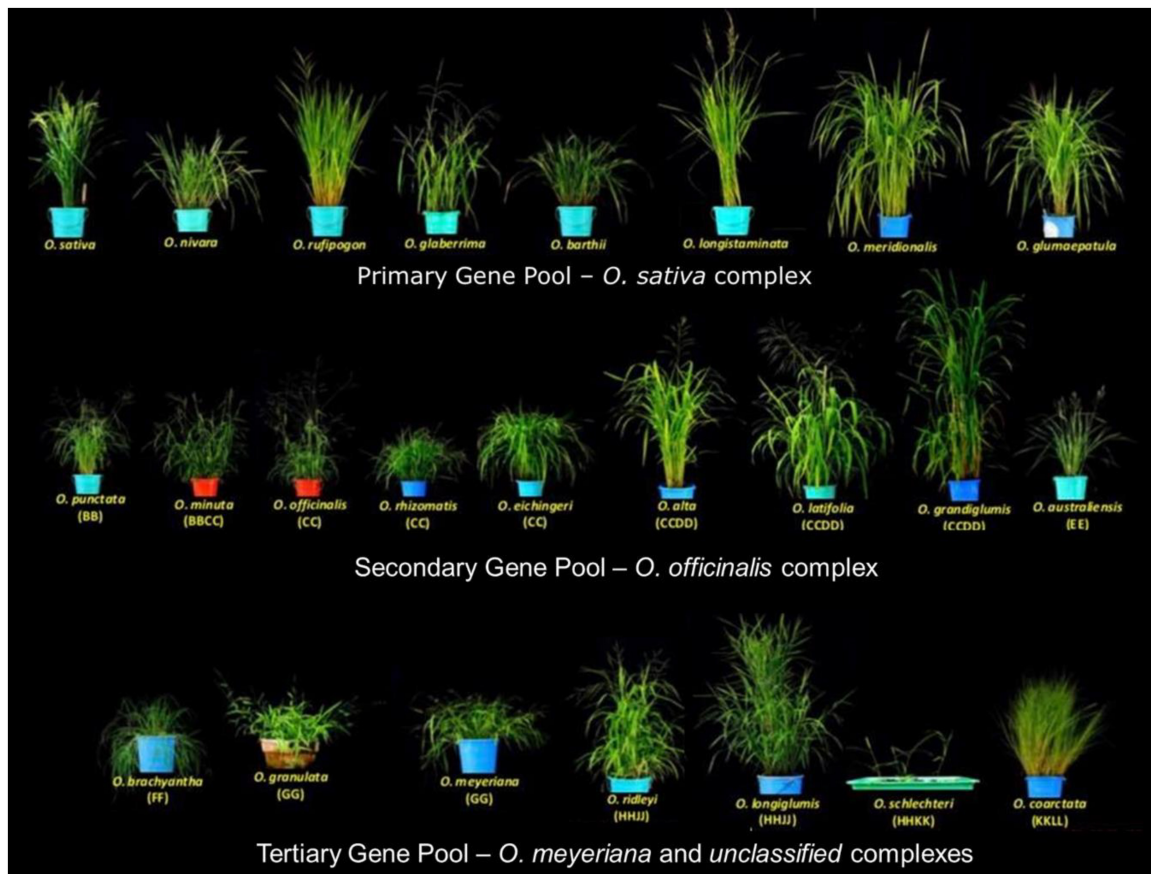 O. sativa
O. nivara
O. rufipogon
O. glaberrima
O. barthii
O. longistaminata
O. meridionalis
O. glumaepatula
Primary Gene Pool – O. sativa complex
O. punctata
(BB)
O. minuta
(BBCC)
O. officinalis
(CC)
O. rhizomatis
(CC)
O. eichingeri
(CC)
O. alta
(CCDD)
O. latifolia
(CCDD)
O. grandiglumis
(CCDD)
O. australiensis
(EE)
Secondary Gene Pool – O. officinalis complex
O. brachyantha
(FF)
O. granulata
(GG)
O. meyeriana
(GG)
O. ridleyi
(HHJJ)
O. longiglumis
(HHJJ)
O. schlechteri
(HHKK)
O. coarctata
(KKLL)
Tertiary Gene Pool – O. meyeriana and unclassified complexes